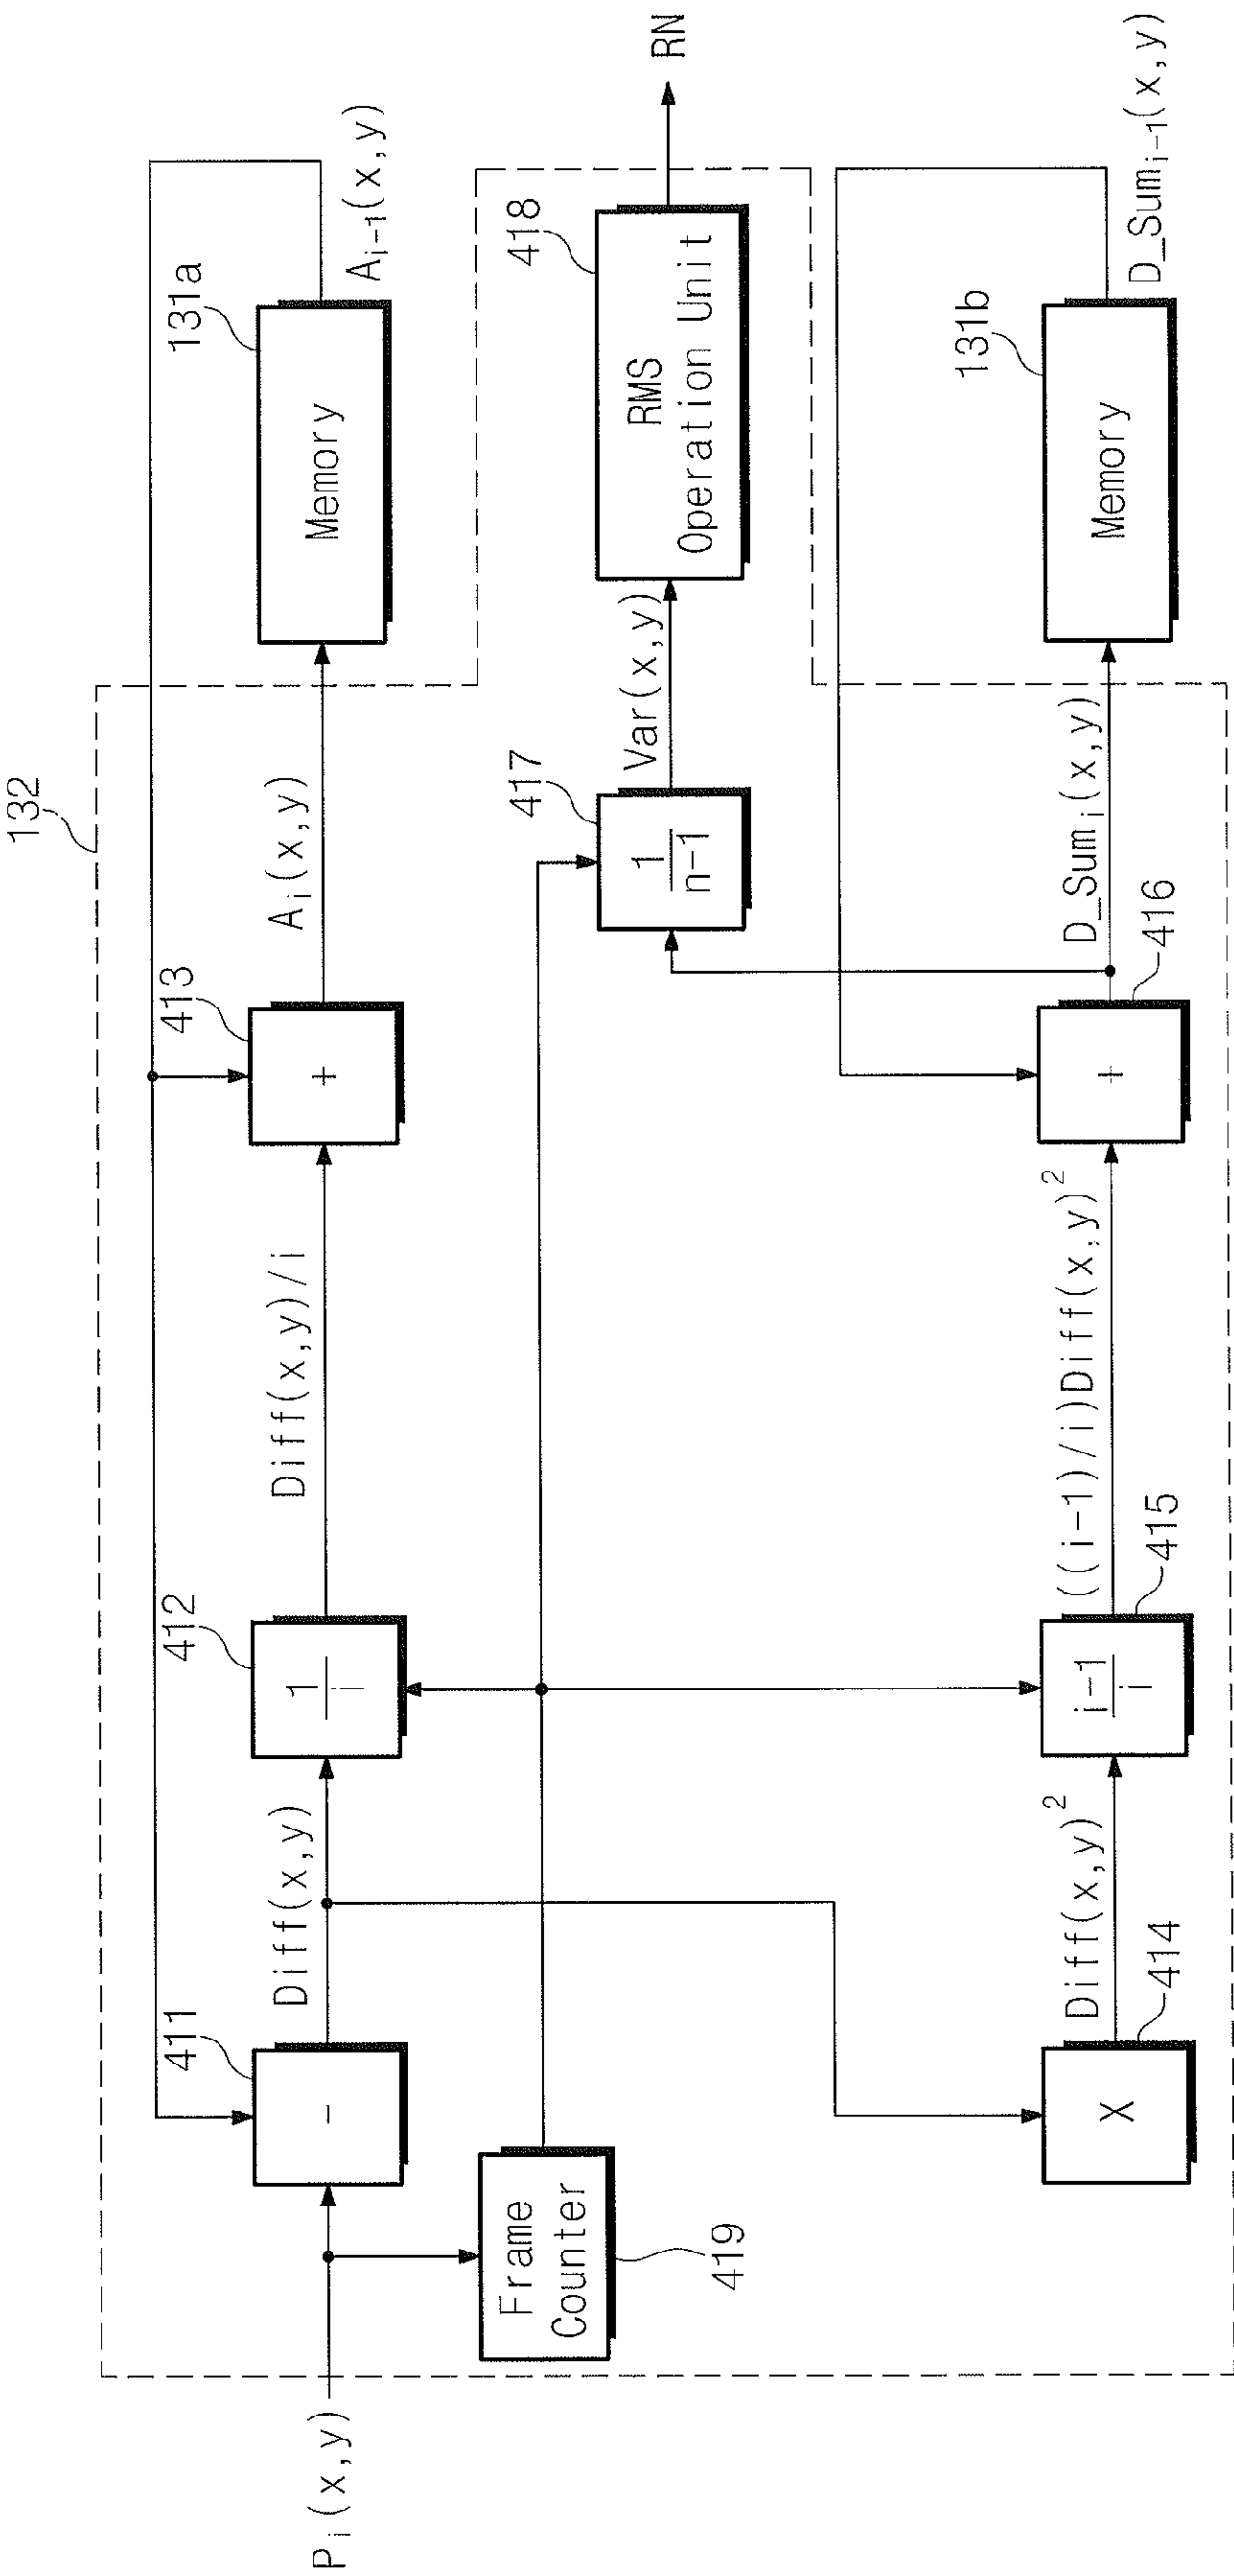 132
P_i(x,y)
411
-
Diff(x,y)
412
1/i
Diff(x,y)/i
413
+
A_i(x,y)
131a
Memory
A_{i-1}(x,y)
Frame
Counter
419
417
1/n-1
Var(x,y)
418
RMS
Operation Unit
RN
X
414
Diff(x,y)²
i-1/i
415
((i-1)/i)Diff(x,y)²
+
416
D_Sum_i(x,y)
131b
Memory
D_Sum_{i-1}(x,y)